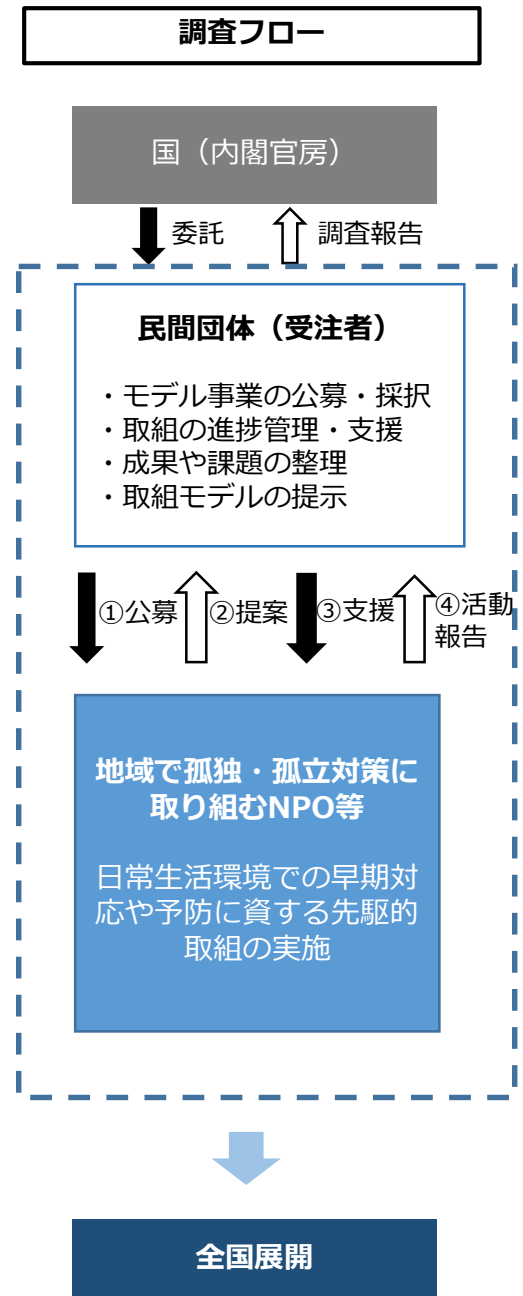 調査フロー
国（内閣官房）
委託
調査報告
民間団体（受注者）
・モデル事業の公募・採択
・取組の進捗管理・支援
・成果や課題の整理
・取組モデルの提示
①公募
②提案
③支援
④活動
報告
地域で孤独・孤立対策に
取り組むNPO等
日常生活環境での早期対
応や予防に資する先駆的
取組の実施
全国展開